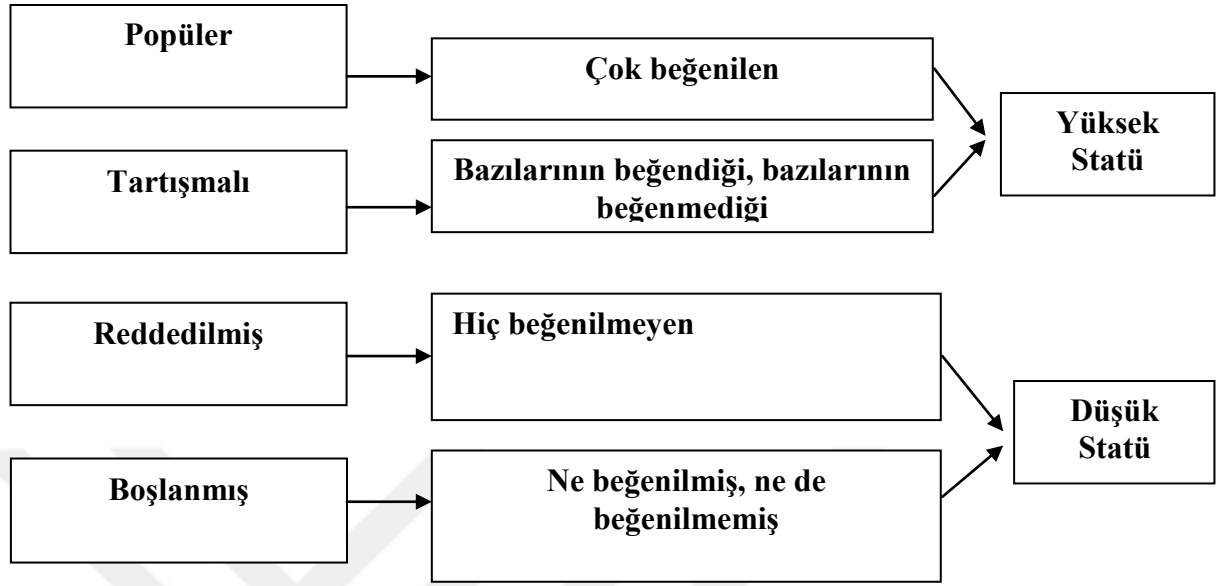 Popüler
Çok beğenilen
Yüksek
Statü
Tartışmalı
Bazılarının beğendiği, bazılarının
beğenmediği
Reddedilmiş
Hiç beğenilmeyen
Düşük
Statü
Boşlanmış
Ne beğenilmiş, ne de
beğenilmemiş